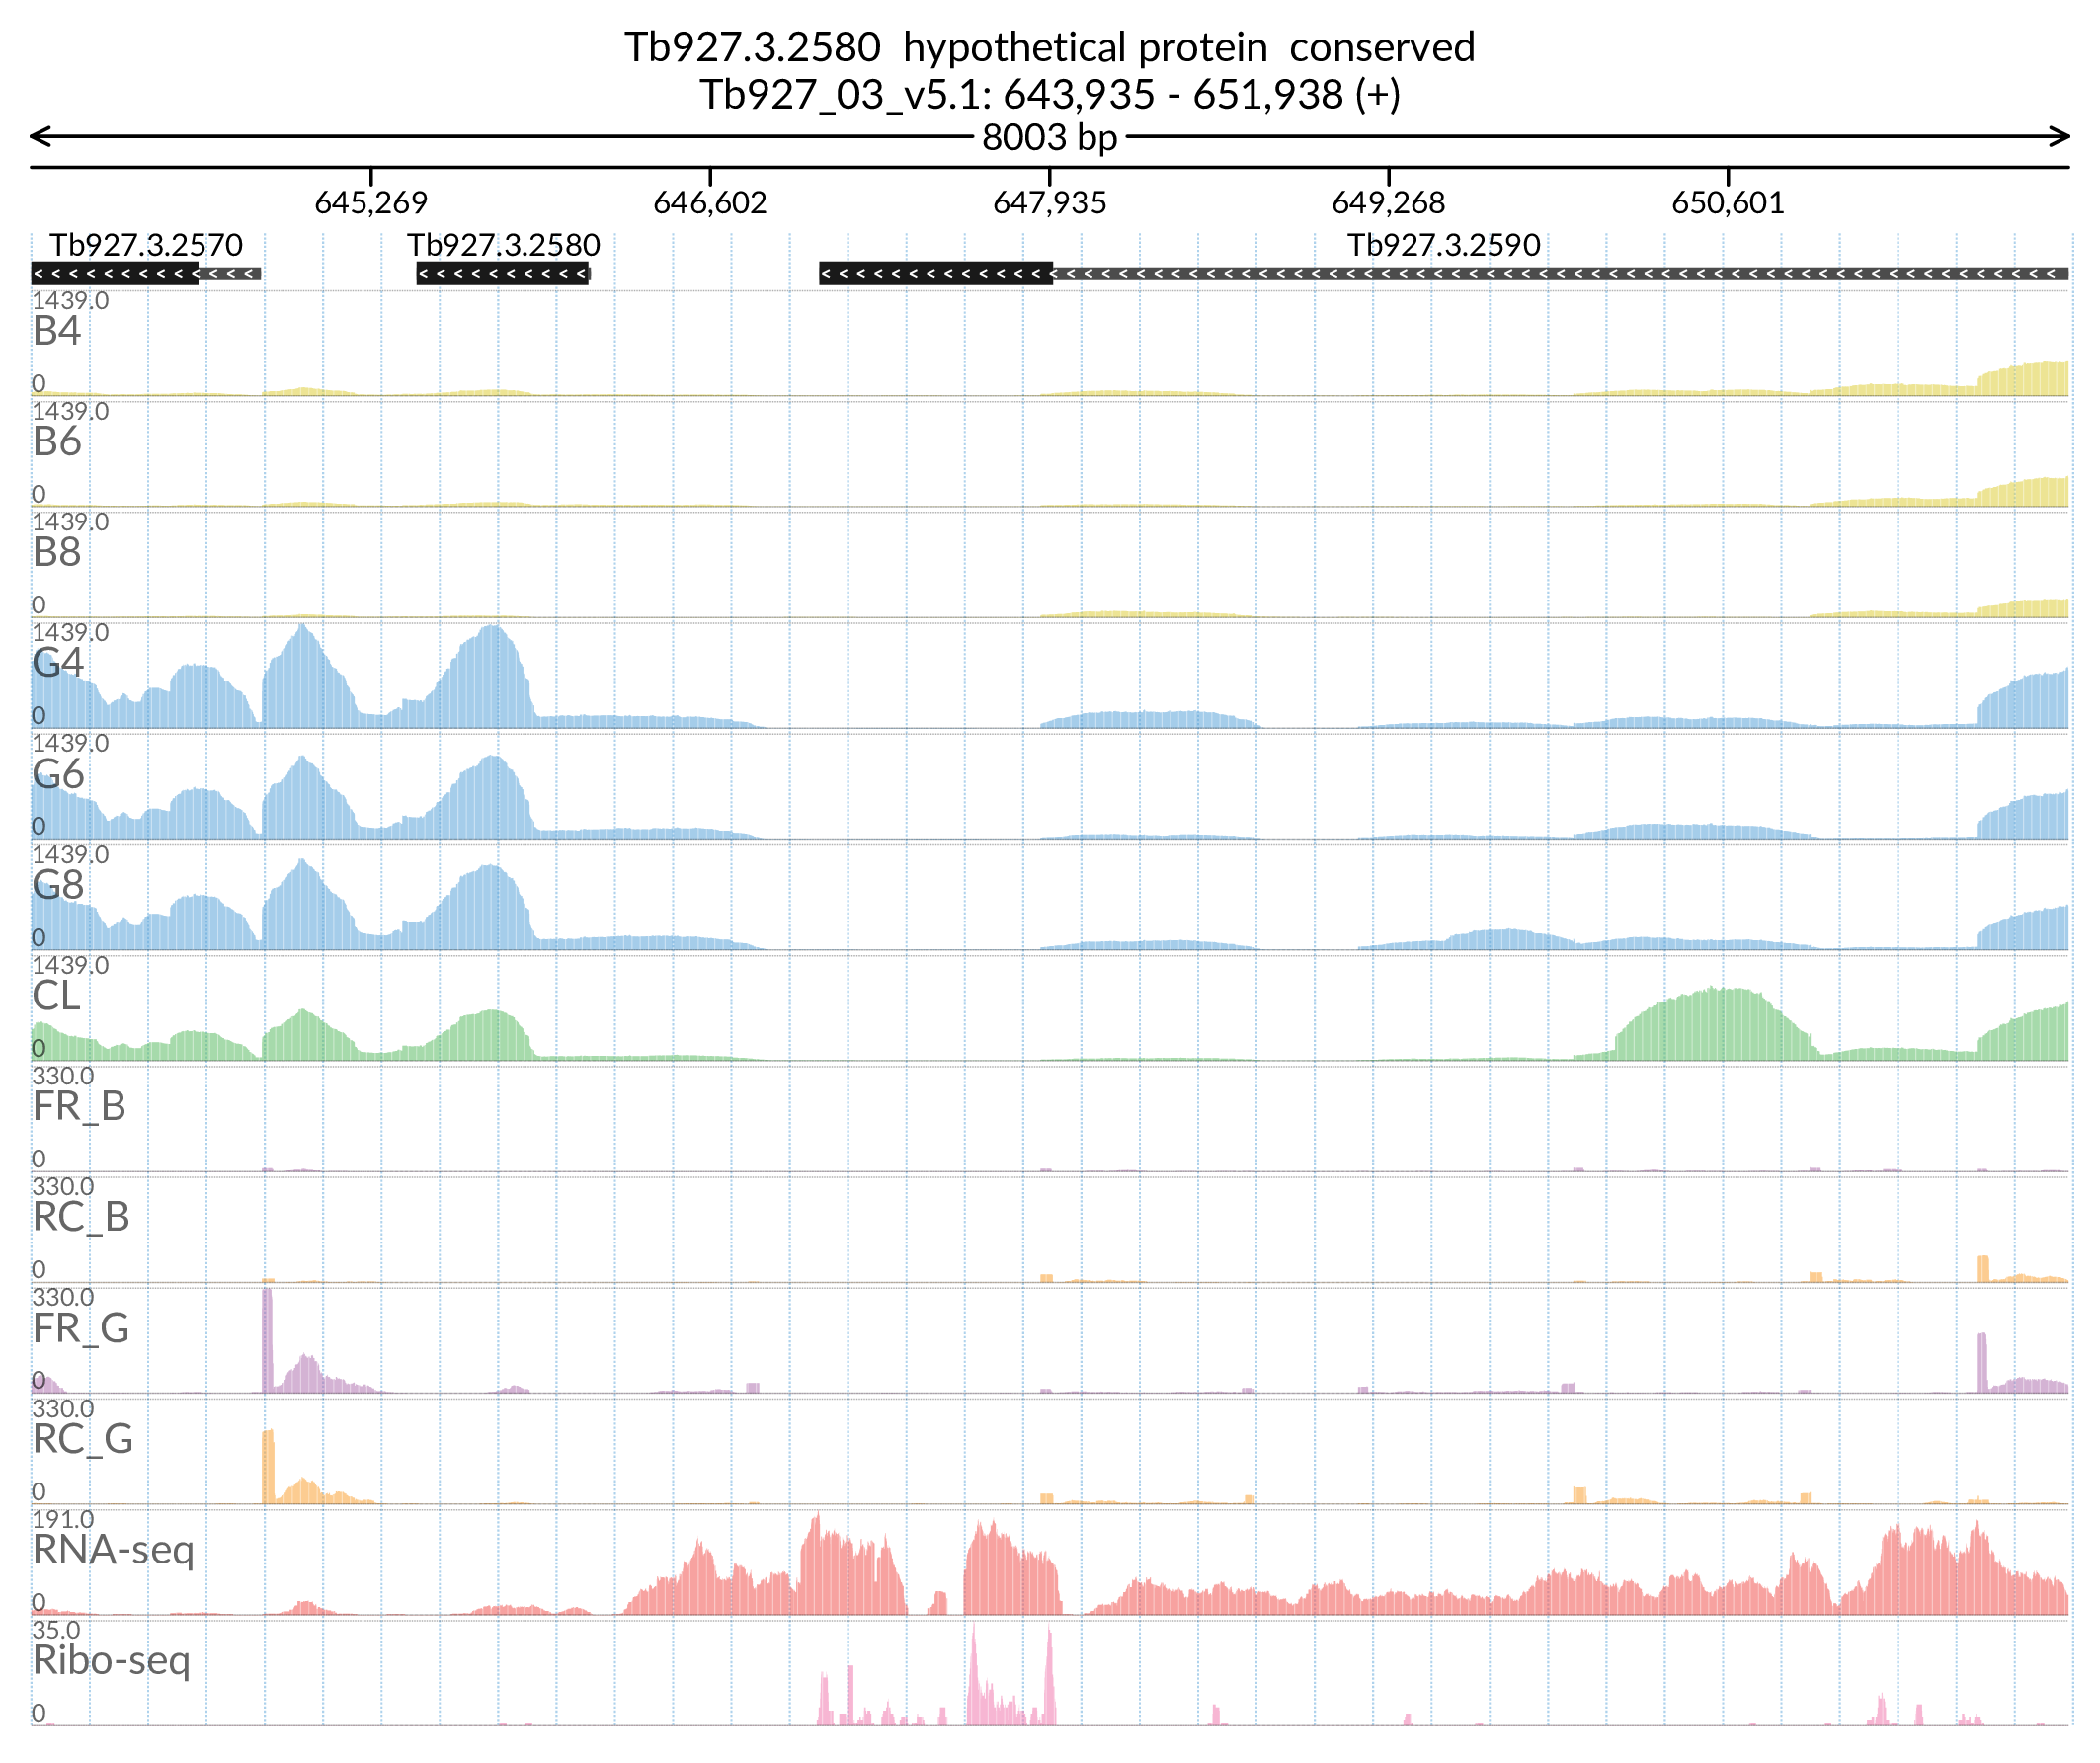 Tb927.3.2580  hypothetical protein  conserved
Tb927_03_v5.1: 643,935 - 651,938 (+)
8003 bp
645,269 646,602 647,935 649,268 650,601
Tb927.3.2570 Tb927.3.2580 Tb927.3.2590
1439.0
B4
0
1439.0
B6
0
1439.0
B8
0
1439.0
G4
0
1439.0
G6
0
1439.0
G8
0
1439.0
CL
0
330.0
FR_B
0
330.0
RC_B
0
330.0
FR_G
0
330.0
RC_G
0
191.0
RNA-seq
0
35.0
Ribo-seq
0